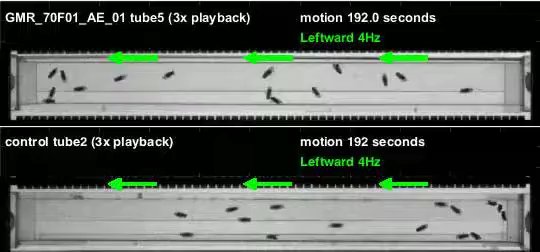 GMR_70F01_AE_01 tube5 (3x playback)
motion 192.0 seconds
Leftward 4Hz
control tube2 (3x playback)
motion 192 seconds
Leftward 4Hz